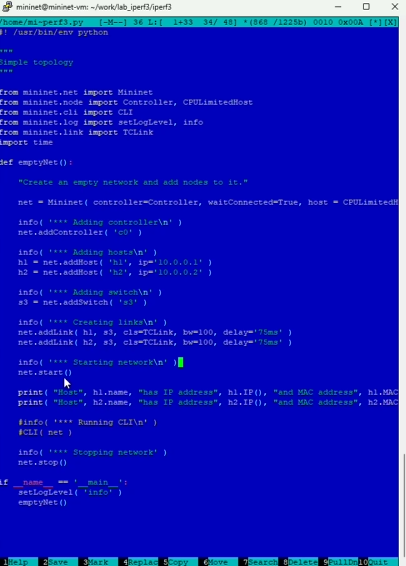 mininet@mininet-vm: ~/work/lab_iperf3/iperf3
/home/mi~perf3.py   [-M--] 36 L:[  1+33  34/ 48] *(868 /1225b) 0010 0x00A [*][X]
#! /usr/bin/env python
"""
Simple topology
"""
from mininet.net import Mininet
from mininet.node import Controller, CPULimitedHost
from mininet.cli import CLI
from mininet.log import setLogLevel, info
from mininet.link import TCLink
import time
def emptyNet():
"Create an empty network and add nodes to it."
net = Mininet( controller=Controller, waitConnected=True, host = CPULimitedH
info( '*** Adding controller\n' )
net.addController( 'c0' )
info( '*** Adding hosts\n' )
h1 = net.addHost( 'h1', ip='10.0.0.1' )
h2 = net.addHost( 'h2', ip='10.0.0.2' )
info( '*** Adding switch\n' )
s3 = net.addSwitch( 's3' )
info( '*** Creating links\n' )
net.addLink( h1, s3, cls=TCLink, bw=100, delay='75ms' )
net.addLink( h2, s3, cls=TCLink, bw=100, delay='75ms' )
info( '*** Starting network\n' )
net.start()
print( "Host", h1.name, "has IP address", h1.IP(), "and MAC address", h1.MAC
print( "Host", h2.name, "has IP address", h2.IP(), "and MAC address", h2.MAC
#info( '*** Running CLI\n' )
#CLI( net )
info( '*** Stopping network' )
net.stop()
if __name__ == '__main__':
setLogLevel( 'info' )
emptyNet()
1Help 2Save 3Mark 4Replac 5Copy 6Move 7Search 8Delete 9PullDn 10Quit